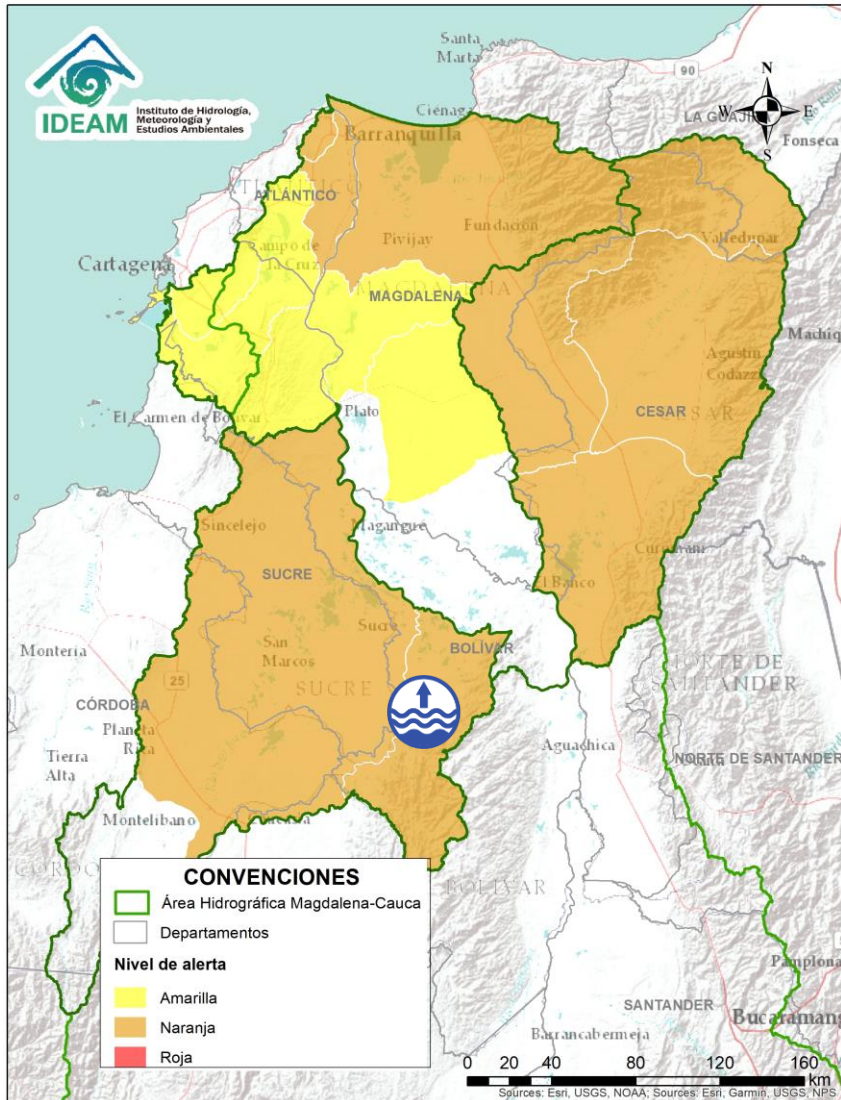 IDEAM
Instituto de Hidrología,
Meteorología y
Estudios Ambientales
Santa
Marta
90
N
W
E
S
Ciénaga
LA GUAJIRA
Fonseca
Barranquilla
ATLÁNTICO
Fundación
Pivijay
Valledupar
Campo de
la Cruz
Cartagena
MAGDALENA
Machiq
Agustín
Codazzi
El Carmen de Bolívar
Plato
CESAR
Sincelejo
Magangue
Curumaní
SUCRE
El Banco
Sucre
Montería
San
Marcos
BOLÍVAR
25
SUCRE
NORTE DE
SANTANDER
CÓRDOBA
Planeta
Rica
Tierra
Alta
Aguachica
NORTE DE SANTANDER
Montelibano
BOLÍVAR
CONVENCIONES
Área Hidrográfica Magdalena-Cauca
Departamentos
Nivel de alerta
Amarilla
Naranja
Roja
Pamplona
SANTANDER
Bucaramang
Barrancabermeja
0 20 40 80 120 160
Km
Sources: Esri, USGS, NOAA; Sources: Esri, Garmin, USGS, NPS